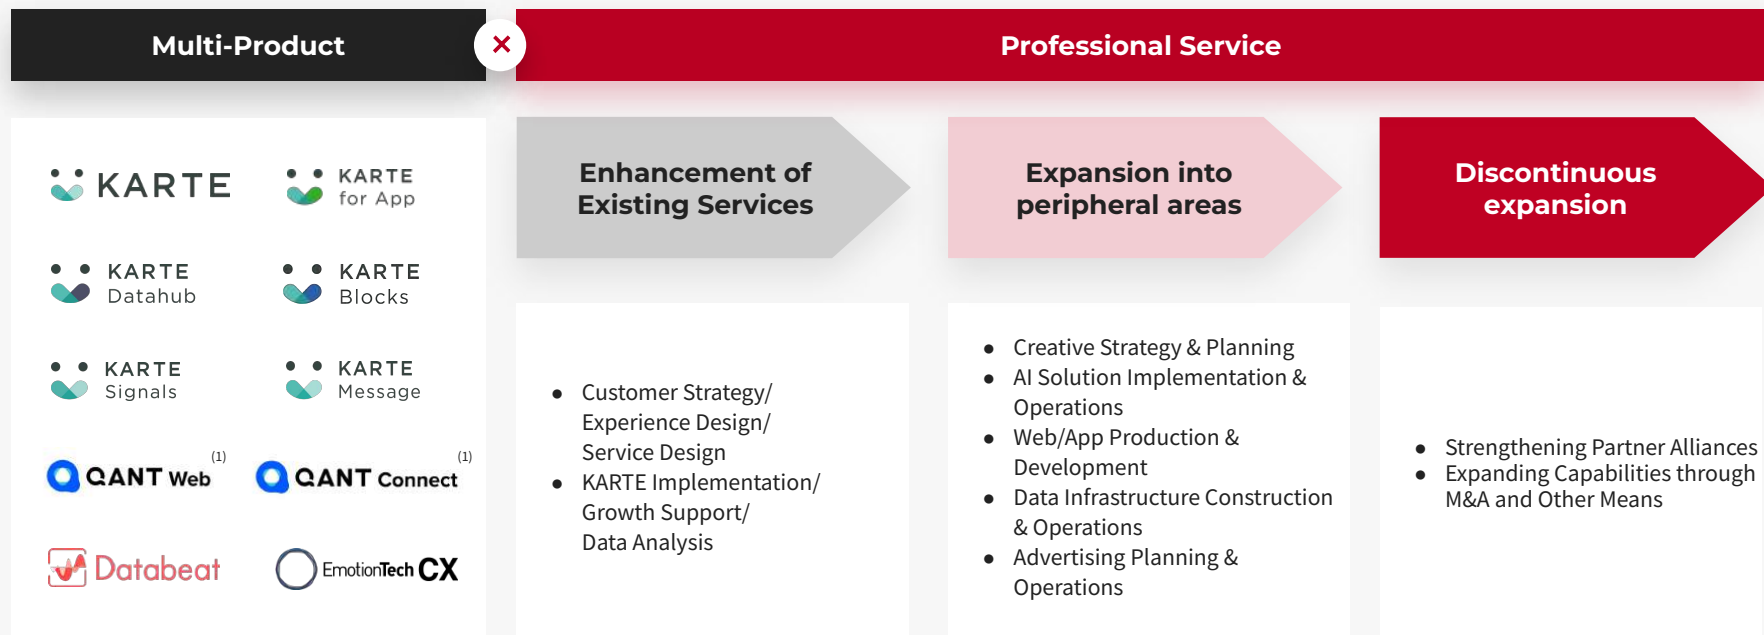 Multi-Product
×
Professional Service
KARTE
KARTE
for App
KARTE
Datahub
KARTE
Blocks
KARTE
Signals
KARTE
Message
QANT Web (1)
QANT Connect (1)
Databeat
EmotionTech CX
Enhancement of
Existing Services
● Customer Strategy/
Experience Design/
Service Design
● KARTE Implementation/
Growth Support/
Data Analysis
Expansion into
peripheral areas
● Creative Strategy & Planning
● AI Solution Implementation &
Operations
● Web/App Production &
Development
● Data Infrastructure Construction
& Operations
● Advertising Planning &
Operations
Discontinuous
expansion
● Strengthening Partner Alliances
● Expanding Capabilities through
M&A and Other Means